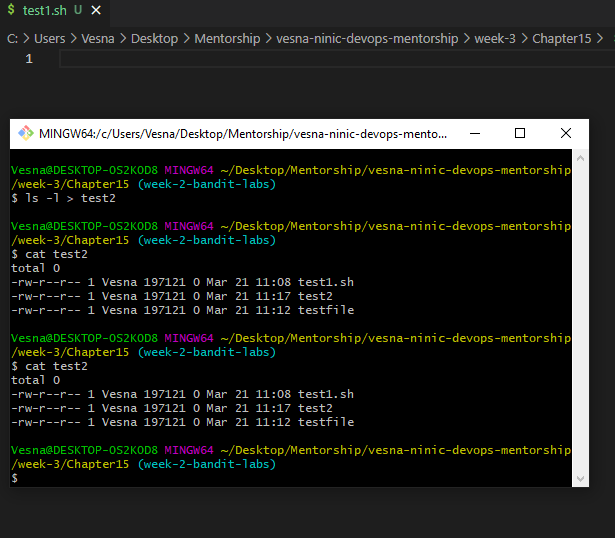 $ test1.sh U ✕
C: > Users > Vesna > Desktop > Mentorship > vesna-ninic-devops-mentorship > week-3 > Chapter15 >
1
MINGW64:/c/Users/Vesna/Desktop/Mentorship/vesna-ninic-devops-mento...
Vesna@DESKTOP-OS2KOD8 MINGW64 ~/Desktop/Mentorship/vesna-ninic-devops-mentorship
/week-3/Chapter15 (week-2-bandit-labs)
$ ls -l > test2
Vesna@DESKTOP-OS2KOD8 MINGW64 ~/Desktop/Mentorship/vesna-ninic-devops-mentorship
/week-3/Chapter15 (week-2-bandit-labs)
$ cat test2
total 0
-rw-r--r-- 1 Vesna 197121 0 Mar 21 11:08 test1.sh
-rw-r--r-- 1 Vesna 197121 0 Mar 21 11:17 test2
-rw-r--r-- 1 Vesna 197121 0 Mar 21 11:12 testfile
Vesna@DESKTOP-OS2KOD8 MINGW64 ~/Desktop/Mentorship/vesna-ninic-devops-mentorship
/week-3/Chapter15 (week-2-bandit-labs)
$ cat test2
total 0
-rw-r--r-- 1 Vesna 197121 0 Mar 21 11:08 test1.sh
-rw-r--r-- 1 Vesna 197121 0 Mar 21 11:17 test2
-rw-r--r-- 1 Vesna 197121 0 Mar 21 11:12 testfile
Vesna@DESKTOP-OS2KOD8 MINGW64 ~/Desktop/Mentorship/vesna-ninic-devops-mentorship
/week-3/Chapter15 (week-2-bandit-labs)
$